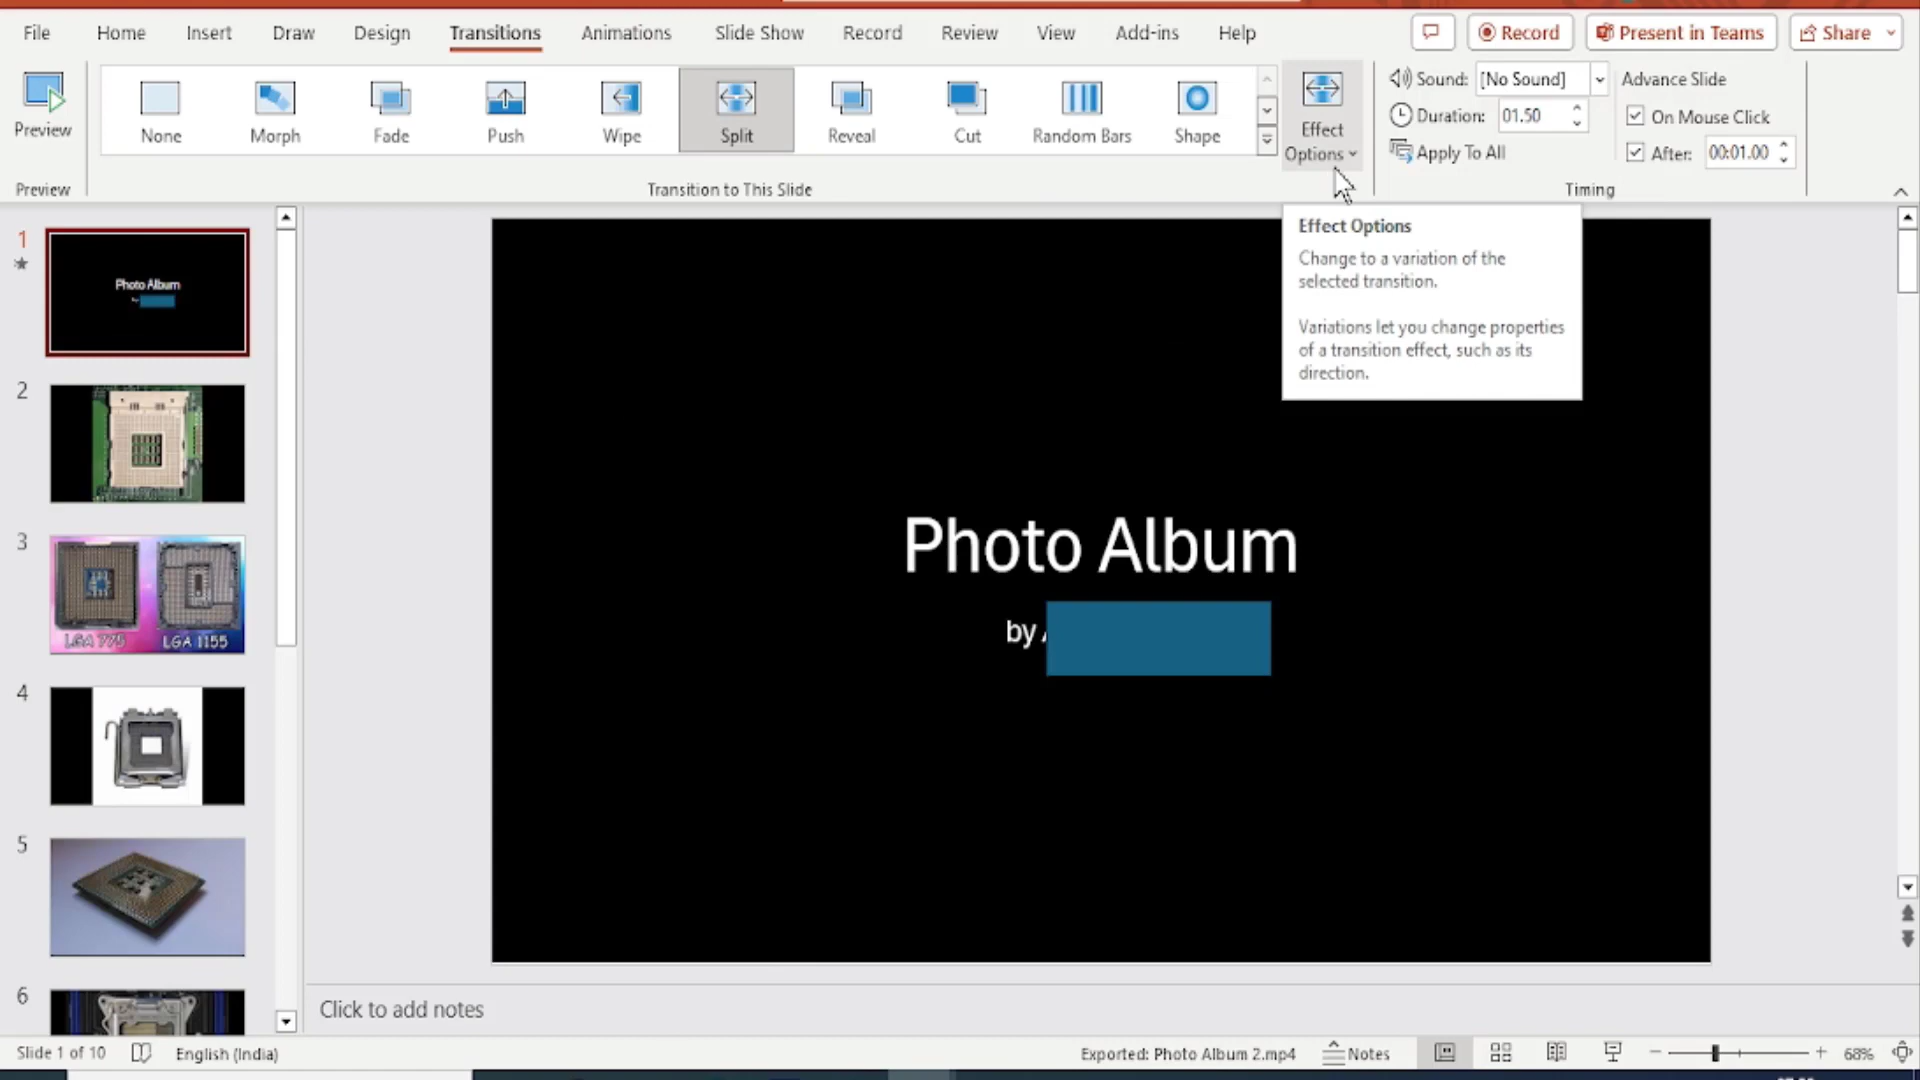 File Home Insert Draw Design Transitions Animations Slide Show Record Review View Add-ins Help Record Present in Teams Share
Preview
None Morph Fade Push Wipe Split Reveal Cut Random Bars Shape
Effect
Options
Sound: [No Sound]
Duration: 01.50
Apply To All
Advance Slide
On Mouse Click
After: 00:01.00
Preview Transition to This Slide Timing
Effect Options
Change to a variation of the
selected transition.
Variations let you change properties
of a transition effect, such as its
direction.
1
Photo Album
2
3
LGA 775 LGA 1155
4
5
6
Photo Album
by
Click to add notes
Slide 1 of 10 English (India) Exported: Photo Album 2.mp4 Notes 68%